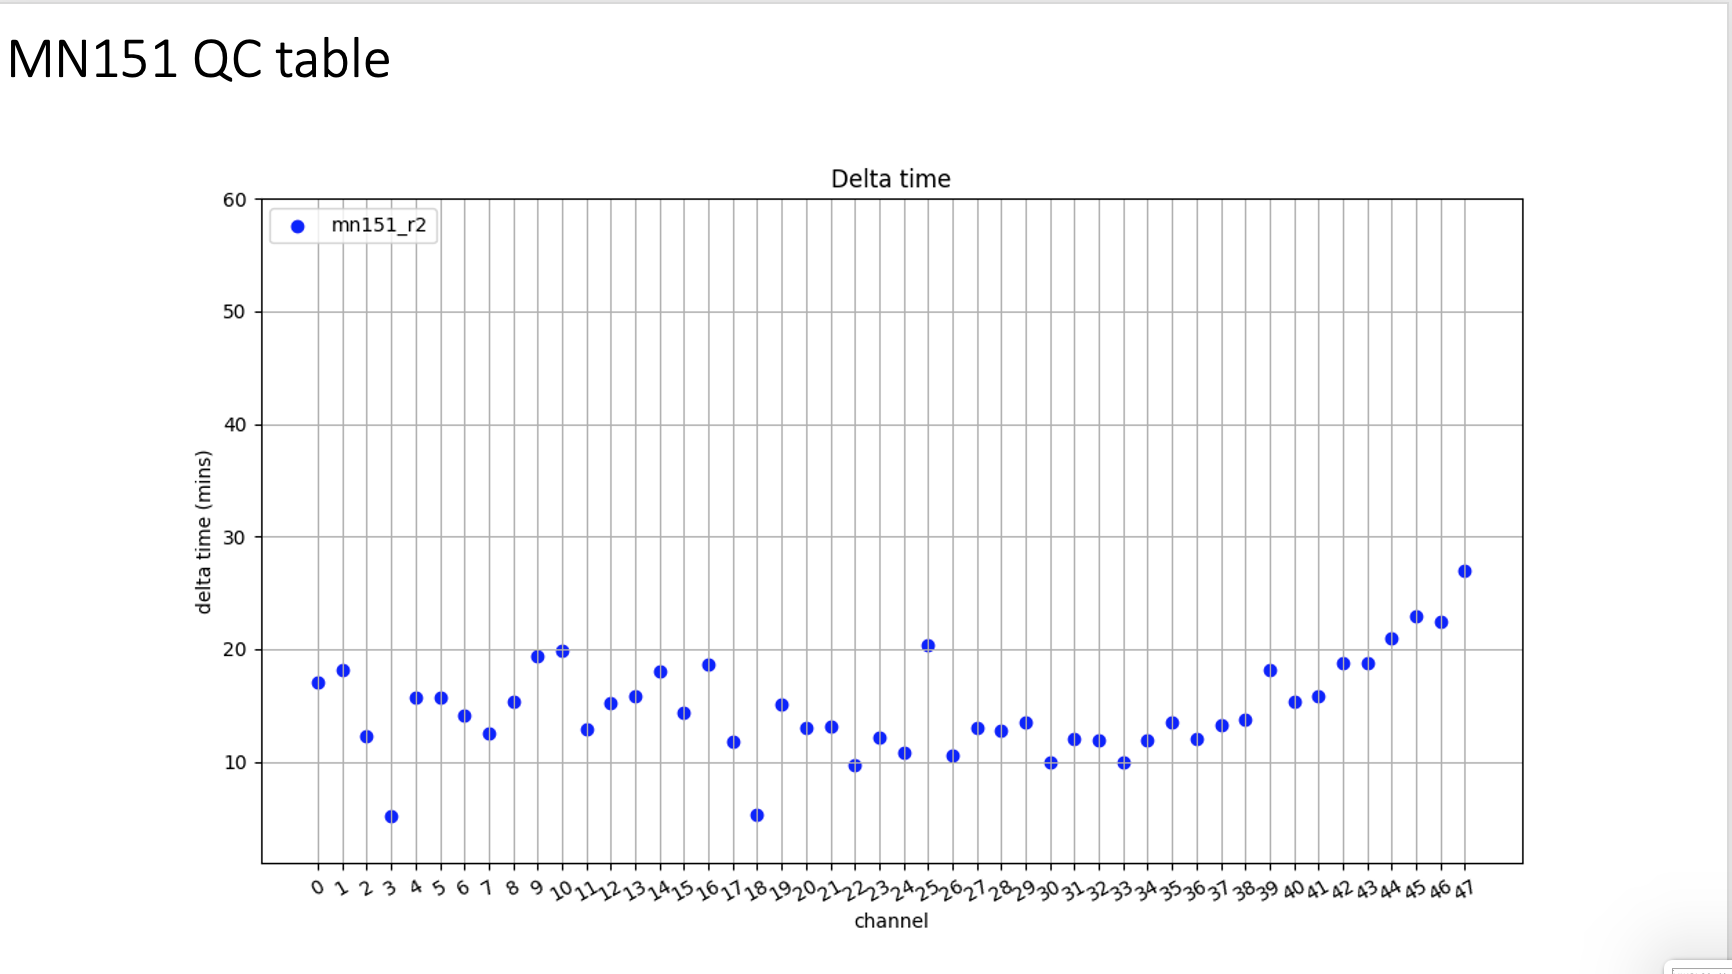 MN151 QC table
Delta time
mn151_r2
60
50
40
30
20
10
delta time (mins)
0 1 2 3 4 5 6 7 8 9 10 11 12 13 14 15 16 17 18 19 20 21 22 23 24 25 26 27 28 29 30 31 32 33 34 35 36 37 38 39 40 41 42 43 44 45 46 47
channel